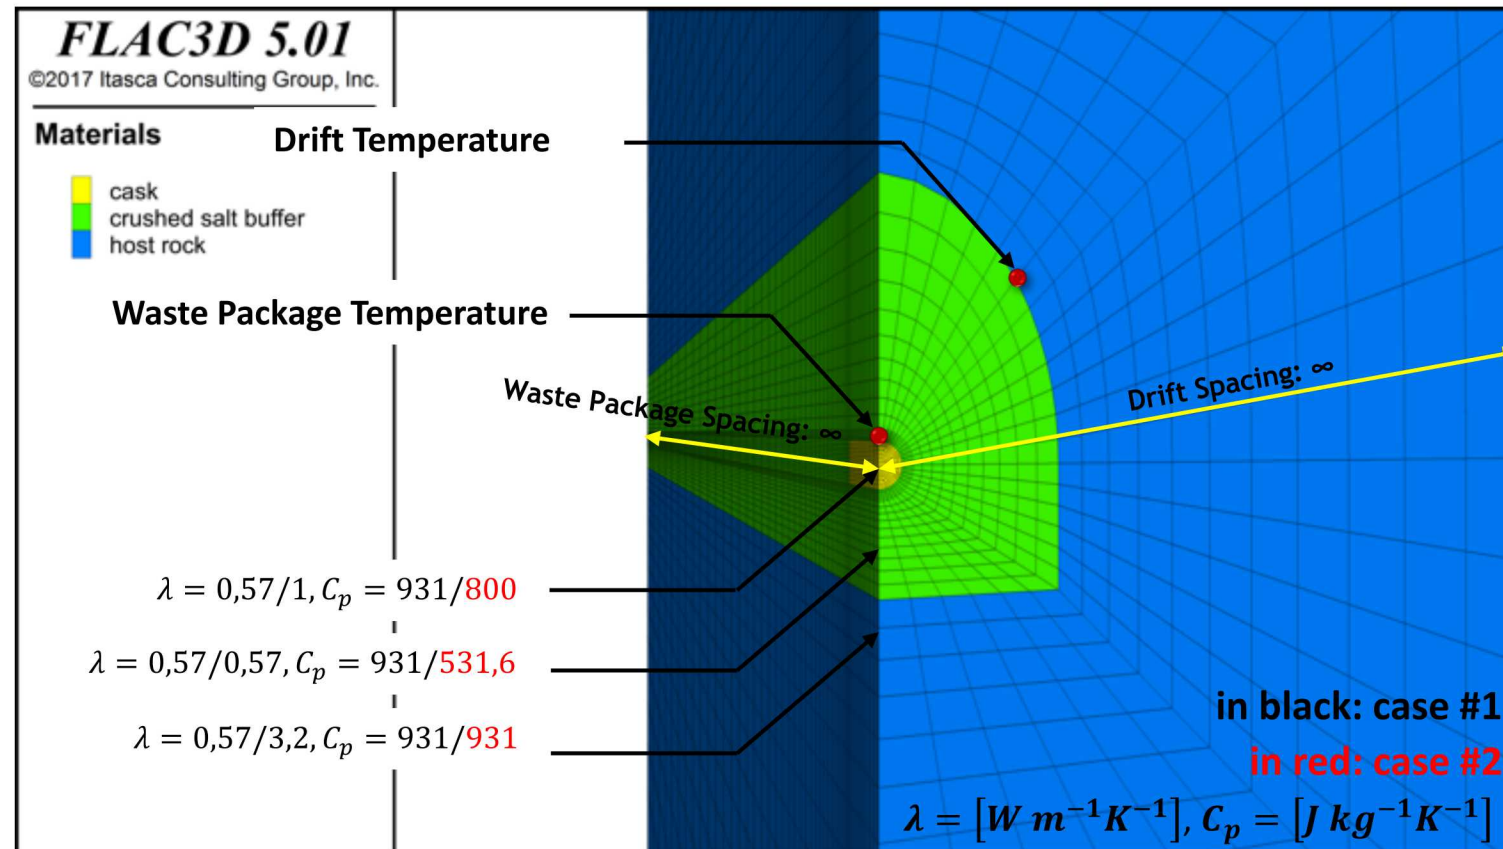 FLAC3D 5.01
©2017 Itasca Consulting Group, Inc.
Materials
cask
crushed salt buffer
host rock
Drift Temperature
Waste Package Temperature
Waste Package Spacing: ∞
Drift Spacing: ∞
λ = 0,57/1, Cₚ = 931/800
λ = 0,57/0,57, Cₚ = 931/531,6
λ = 0,57/3,2, Cₚ = 931/931
in black: case #1
in red: case #2
λ = [W m⁻¹K⁻¹], Cₚ = [J kg⁻¹K⁻¹]